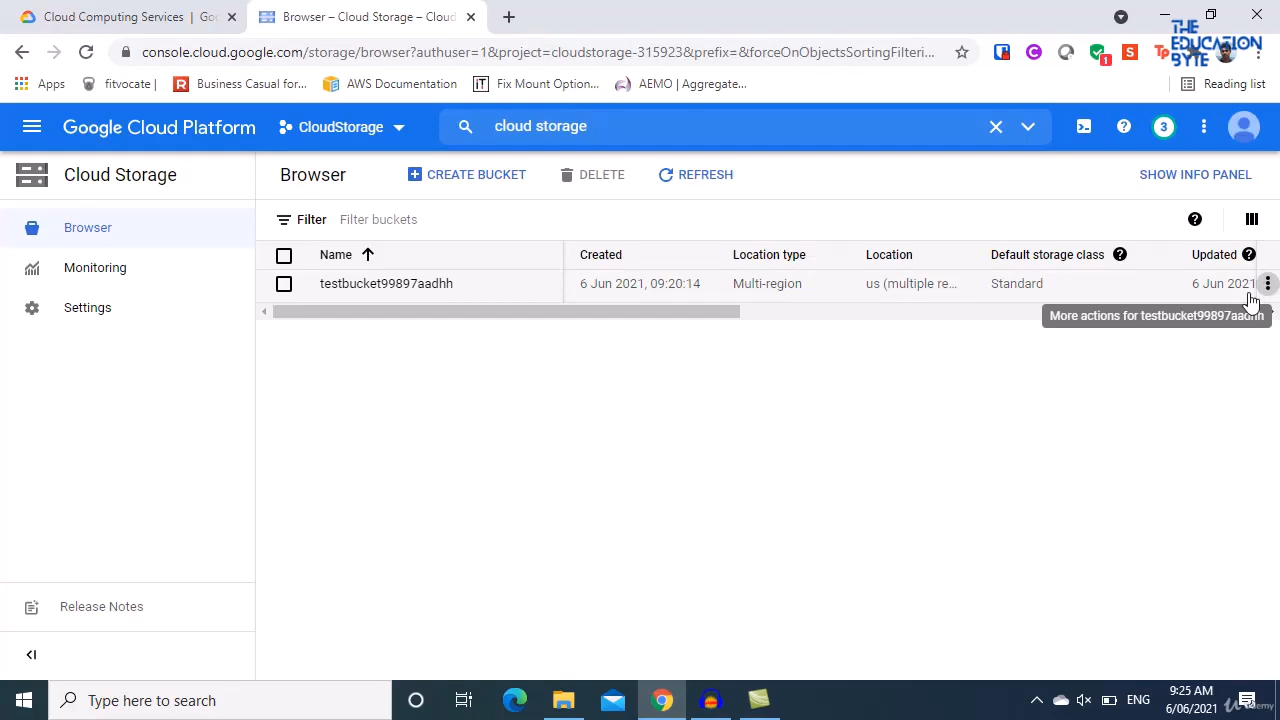 Cloud Computing Services | Goo
Browser – Cloud Storage – Cloud
console.cloud.google.com/storage/browser?authuser=1&project=cloudstorage-315923&prefix=&forceOnObjectsSortingFilteri...
THE
EDUCATION
BYTE
Apps
fitvocate |
Business Casual for...
AWS Documentation
Fix Mount Option...
AEMO | Aggregate...
Reading list
Google Cloud Platform
CloudStorage
cloud storage
3
Cloud Storage
Browser
CREATE BUCKET
DELETE
REFRESH
SHOW INFO PANEL
Browser
Monitoring
Settings
Filter
Filter buckets
Name
Created
Location type
Location
Default storage class
Updated
testbucket99897aadhh
6 Jun 2021, 09:20:14
Multi-region
us (multiple re...
Standard
6 Jun 2021
More actions for testbucket99897aadhh
Release Notes
Type here to search
ENG
9:25 AM
6/06/2021
Udemy